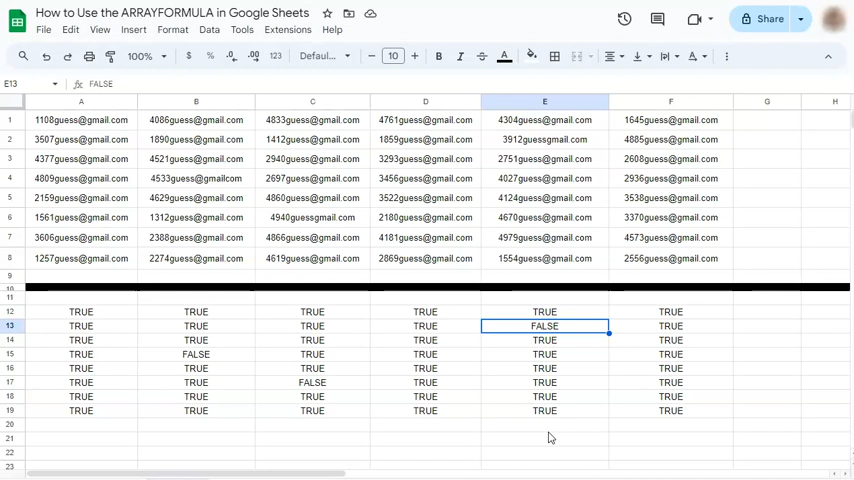 How to Use the ARRAYFORMULA in Google Sheets
File Edit View Insert Format Data Tools Extensions Help
Share
100% $ % .0 .00 123 Defaul... 10 B I S A A
E13 fx FALSE
A B C D E F G H
1 1108guess@gmail.com 4086guess@gmail.com 4833guess@gmail.com 4761guess@gmail.com 4304guess@gmail.com 1645guess@gmail.com
2 3507guess@gmail.com 1890guess@gmail.com 1412guess@gmail.com 1859guess@gmail.com 3912guessgmail.com 4885guess@gmail.com
3 4377guess@gmail.com 4521guess@gmail.com 2940guess@gmail.com 3293guess@gmail.com 2751guess@gmail.com 2608guess@gmail.com
4 4809guess@gmail.com 4533guess@gmailcom 2697guess@gmail.com 3456guess@gmail.com 4027guess@gmail.com 2936guess@gmail.com
5 2159guess@gmail.com 4629guess@gmail.com 4860guess@gmail.com 3522guess@gmail.com 4124guess@gmail.com 3538guess@gmail.com
6 1561guess@gmail.com 1312guess@gmail.com 4940guessgmail.com 2180guess@gmail.com 4670guess@gmail.com 3370guess@gmail.com
7 3606guess@gmail.com 2388guess@gmail.com 4866guess@gmail.com 4181guess@gmail.com 4979guess@gmail.com 4573guess@gmail.com
8 1257guess@gmail.com 2274guess@gmail.com 4619guess@gmail.com 2869guess@gmail.com 1554guess@gmail.com 2556guess@gmail.com
9
10
11
12 TRUE TRUE TRUE TRUE TRUE TRUE
13 TRUE TRUE TRUE TRUE FALSE TRUE
14 TRUE TRUE TRUE TRUE TRUE TRUE
15 TRUE FALSE TRUE TRUE TRUE TRUE
16 TRUE TRUE TRUE TRUE TRUE TRUE
17 TRUE TRUE FALSE TRUE TRUE TRUE
18 TRUE TRUE TRUE TRUE TRUE TRUE
19 TRUE TRUE TRUE TRUE TRUE TRUE
20
21
22
23